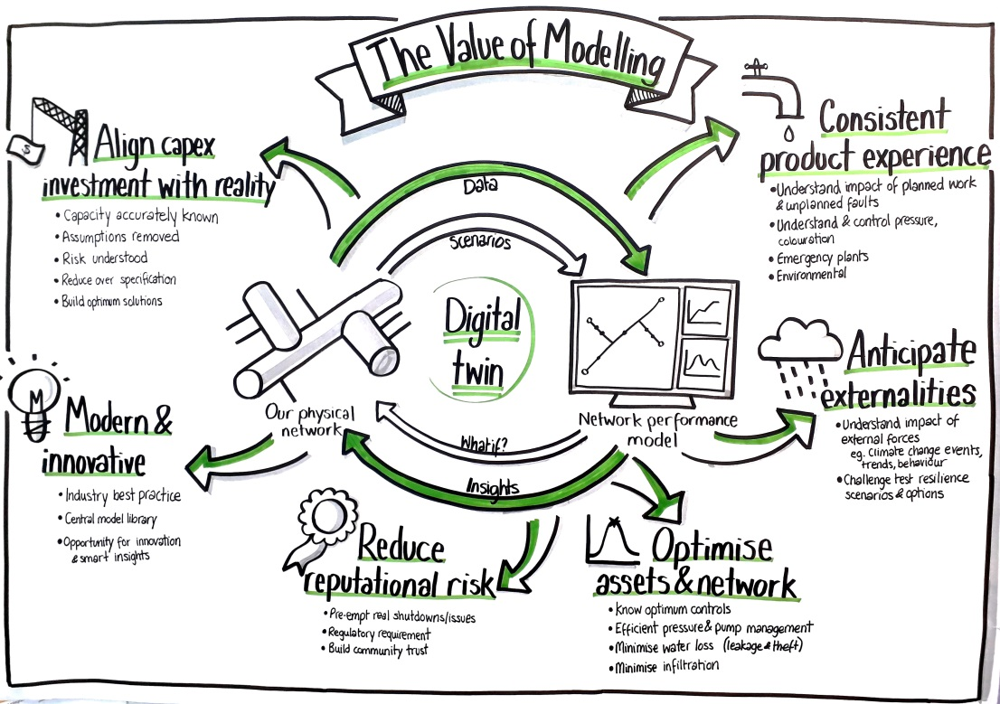 The Value of Modelling
$
Align capex
investment with reality
• Capacity accurately known
• Assumptions removed
• Risk understood
• Reduce over specification
• Build optimum solutions
Consistent
product experience
• Understand impact of planned work
& unplanned faults
• Understand & control pressure,
colouration
• Emergency plants
• Environmental
Data
Scenarios
Digital
twin
Our physical
network
Network performance
model
What if?
Insights
M
Modern &
innovative
• Industry best practice
• Central model library
• Opportunity for innovation
& smart insights
Anticipate
externalities
• Understand impact of
external forces
eg. Climate change events,
trends, behaviour
• Challenge test resilience
scenarios & options
Reduce
reputational risk
• Pre-empt real shutdowns/issues
• Regulatory requirement
• Build community trust
Optimise
assets & network
• Know optimum controls
• Efficient pressure & pump management
• Minimise water loss (leakage & theft)
• Minimise infiltration